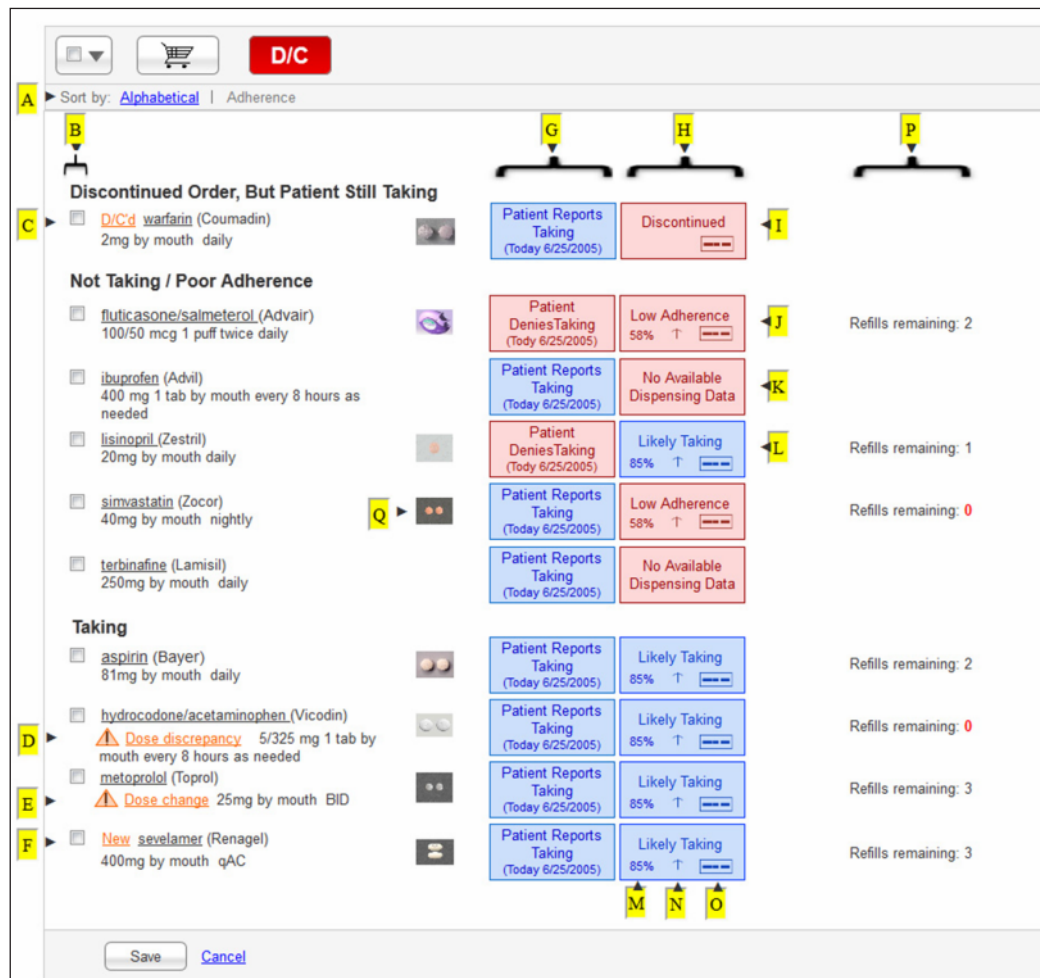 D/C
A Sort by: Alphabetical | Adherence
B G H P
Discontinued Order, But Patient Still Taking
C D/C'd warfarin (Coumadin)
2mg by mouth daily
Patient Reports
Taking
(Today 6/25/2005)
Discontinued
I
Not Taking / Poor Adherence
fluticasone/salmeterol (Advair)
100/50 mcg 1 puff twice daily
Patient
DeniesTaking
(Tody 6/25/2005)
Low Adherence
58% ↑
J
Refills remaining: 2
ibuprofen (Advil)
400 mg 1 tab by mouth every 8 hours as
needed
Patient Reports
Taking
(Today 6/25/2005)
No Available
Dispensing Data
K
lisinopril (Zestril)
20mg by mouth daily
Patient
DeniesTaking
(Tody 6/25/2005)
Likely Taking
85% ↑
L
Refills remaining: 1
simvastatin (Zocor)
40mg by mouth nightly
Q
Patient Reports
Taking
(Today 6/25/2005)
Low Adherence
58% ↑
Refills remaining: 0
terbinafine (Lamisil)
250mg by mouth daily
Patient Reports
Taking
(Today 6/25/2005)
No Available
Dispensing Data
Taking
aspirin (Bayer)
81mg by mouth daily
Patient Reports
Taking
(Today 6/25/2005)
Likely Taking
85% ↑
Refills remaining: 2
hydrocodone/acetaminophen (Vicodin)
D Dose discrepancy 5/325 mg 1 tab by
mouth every 8 hours as needed
Patient Reports
Taking
(Today 6/25/2005)
Likely Taking
85% ↑
Refills remaining: 0
metoprolol (Toprol)
E Dose change 25mg by mouth BID
Patient Reports
Taking
(Today 6/25/2005)
Likely Taking
85% ↑
Refills remaining: 3
F New sevelamer (Renagel)
400mg by mouth qAC
Patient Reports
Taking
(Today 6/25/2005)
Likely Taking
85% ↑
Refills remaining: 3
M N O
Save Cancel